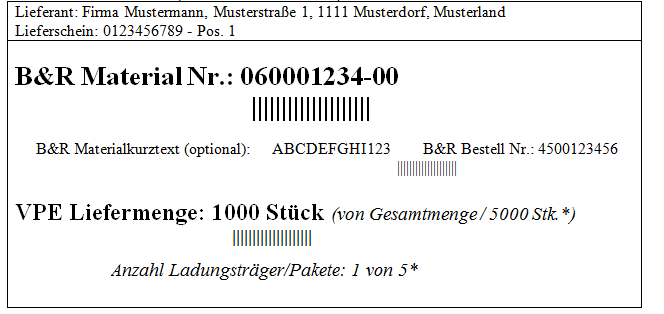 Lieferant: Firma Mustermann, Musterstraße 1, 1111 Musterdorf, Musterland
Lieferschein: 0123456789 - Pos. 1
B&R Material Nr.: 060001234-00
B&R Materialkurztext (optional): ABCDEFGHI123 B&R Bestell Nr.: 4500123456
VPE Liefermenge: 1000 Stück (von Gesamtmenge / 5000 Stk.*)
Anzahl Ladungsträger/Pakete: 1 von 5*